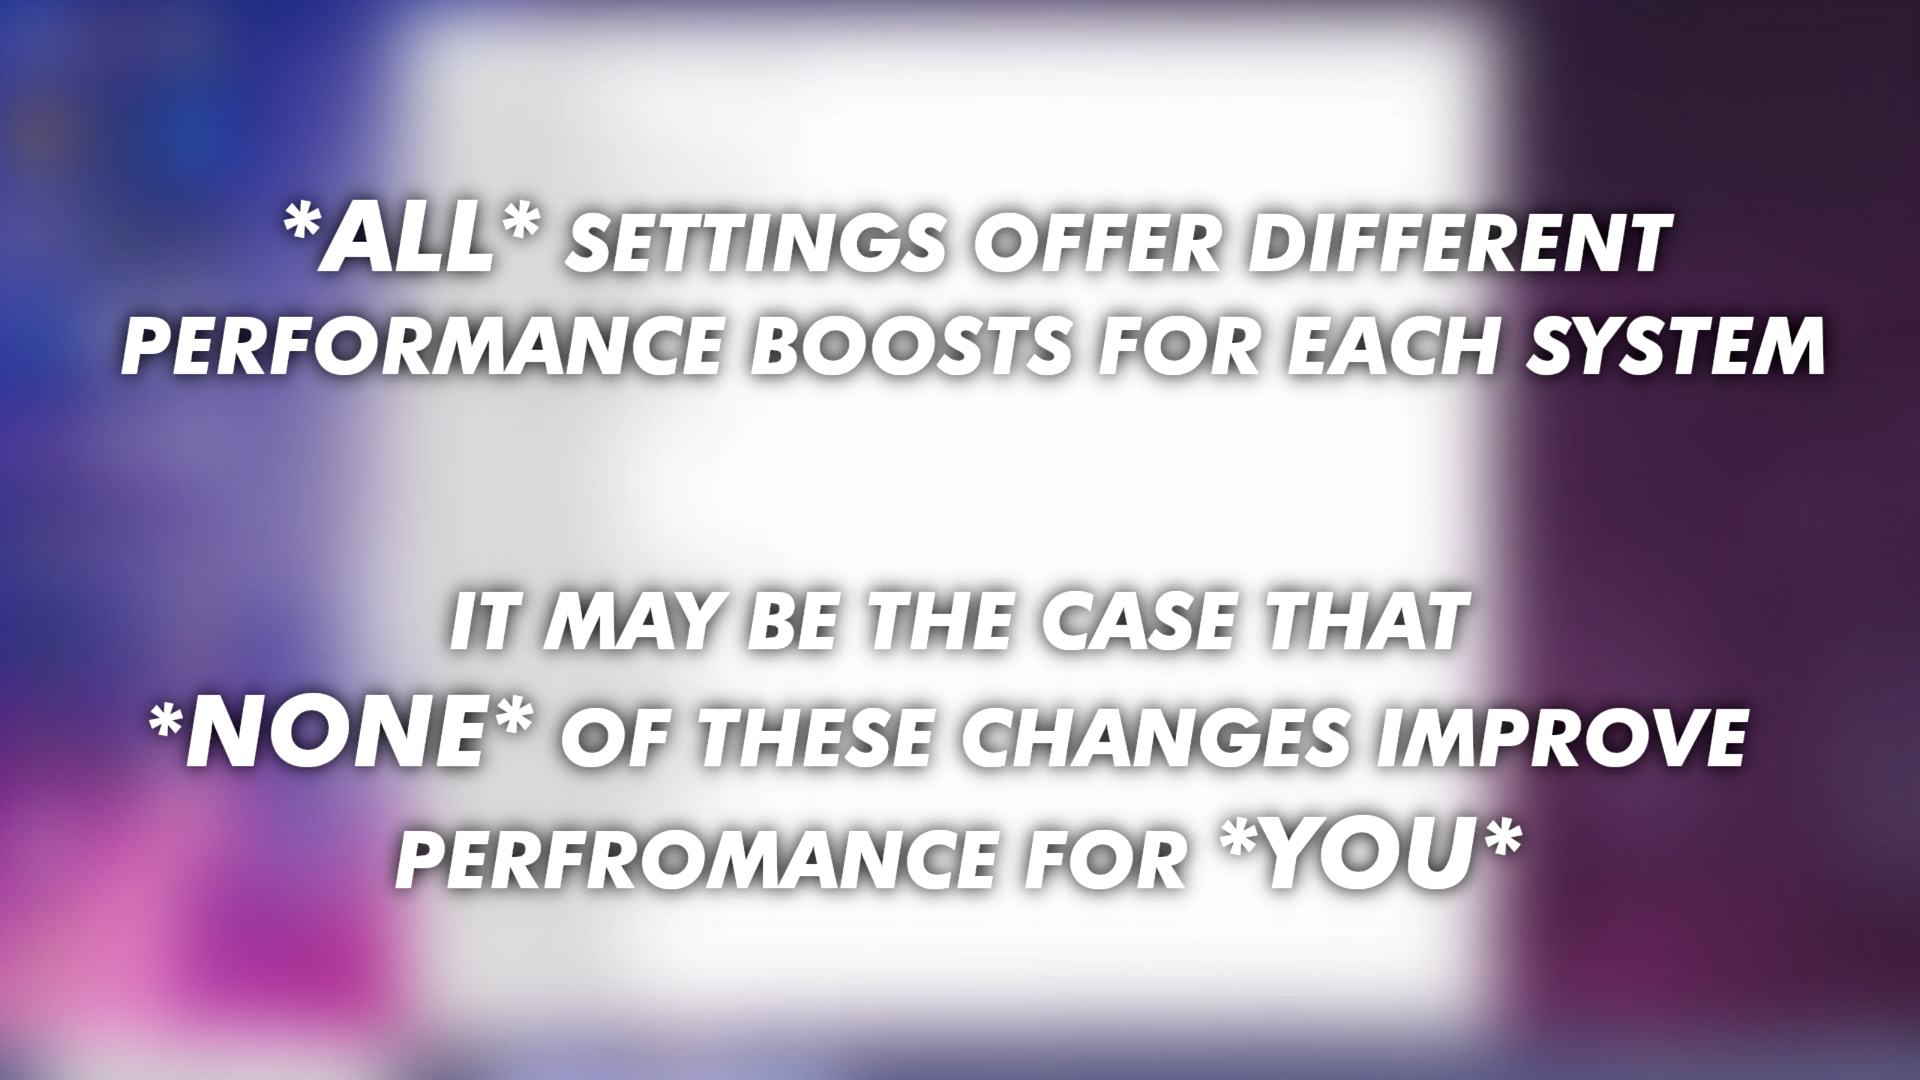 *ALL* SETTINGS OFFER DIFFERENT
PERFORMANCE BOOSTS FOR EACH SYSTEM
IT MAY BE THE CASE THAT
*NONE* OF THESE CHANGES IMPROVE
PERFROMANCE FOR *YOU*